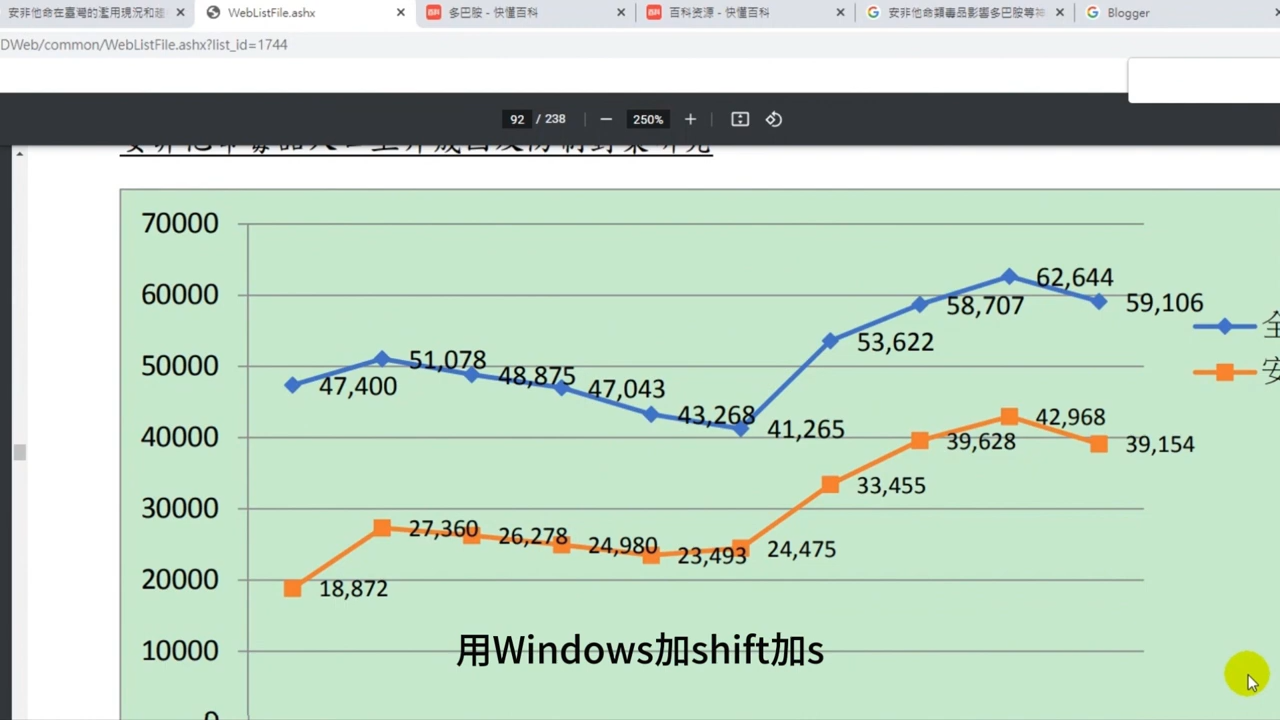 安非他命在臺灣的濫用現況和趨
WebListFile.ashx
多巴胺 - 快懂百科
百科资源 - 快懂百科
安非他命類毒品影響多巴胺等神
Blogger
DWeb/common/WebListFile.ashx?list_id=1744
92 / 238
250%
70000
60000
50000
40000
30000
20000
10000
0
47,400
51,078
48,875
47,043
43,268
41,265
53,622
58,707
62,644
59,106
18,872
27,360
26,278
24,980
23,493
24,475
33,455
39,628
42,968
39,154
全
安
用Windows加shift加s